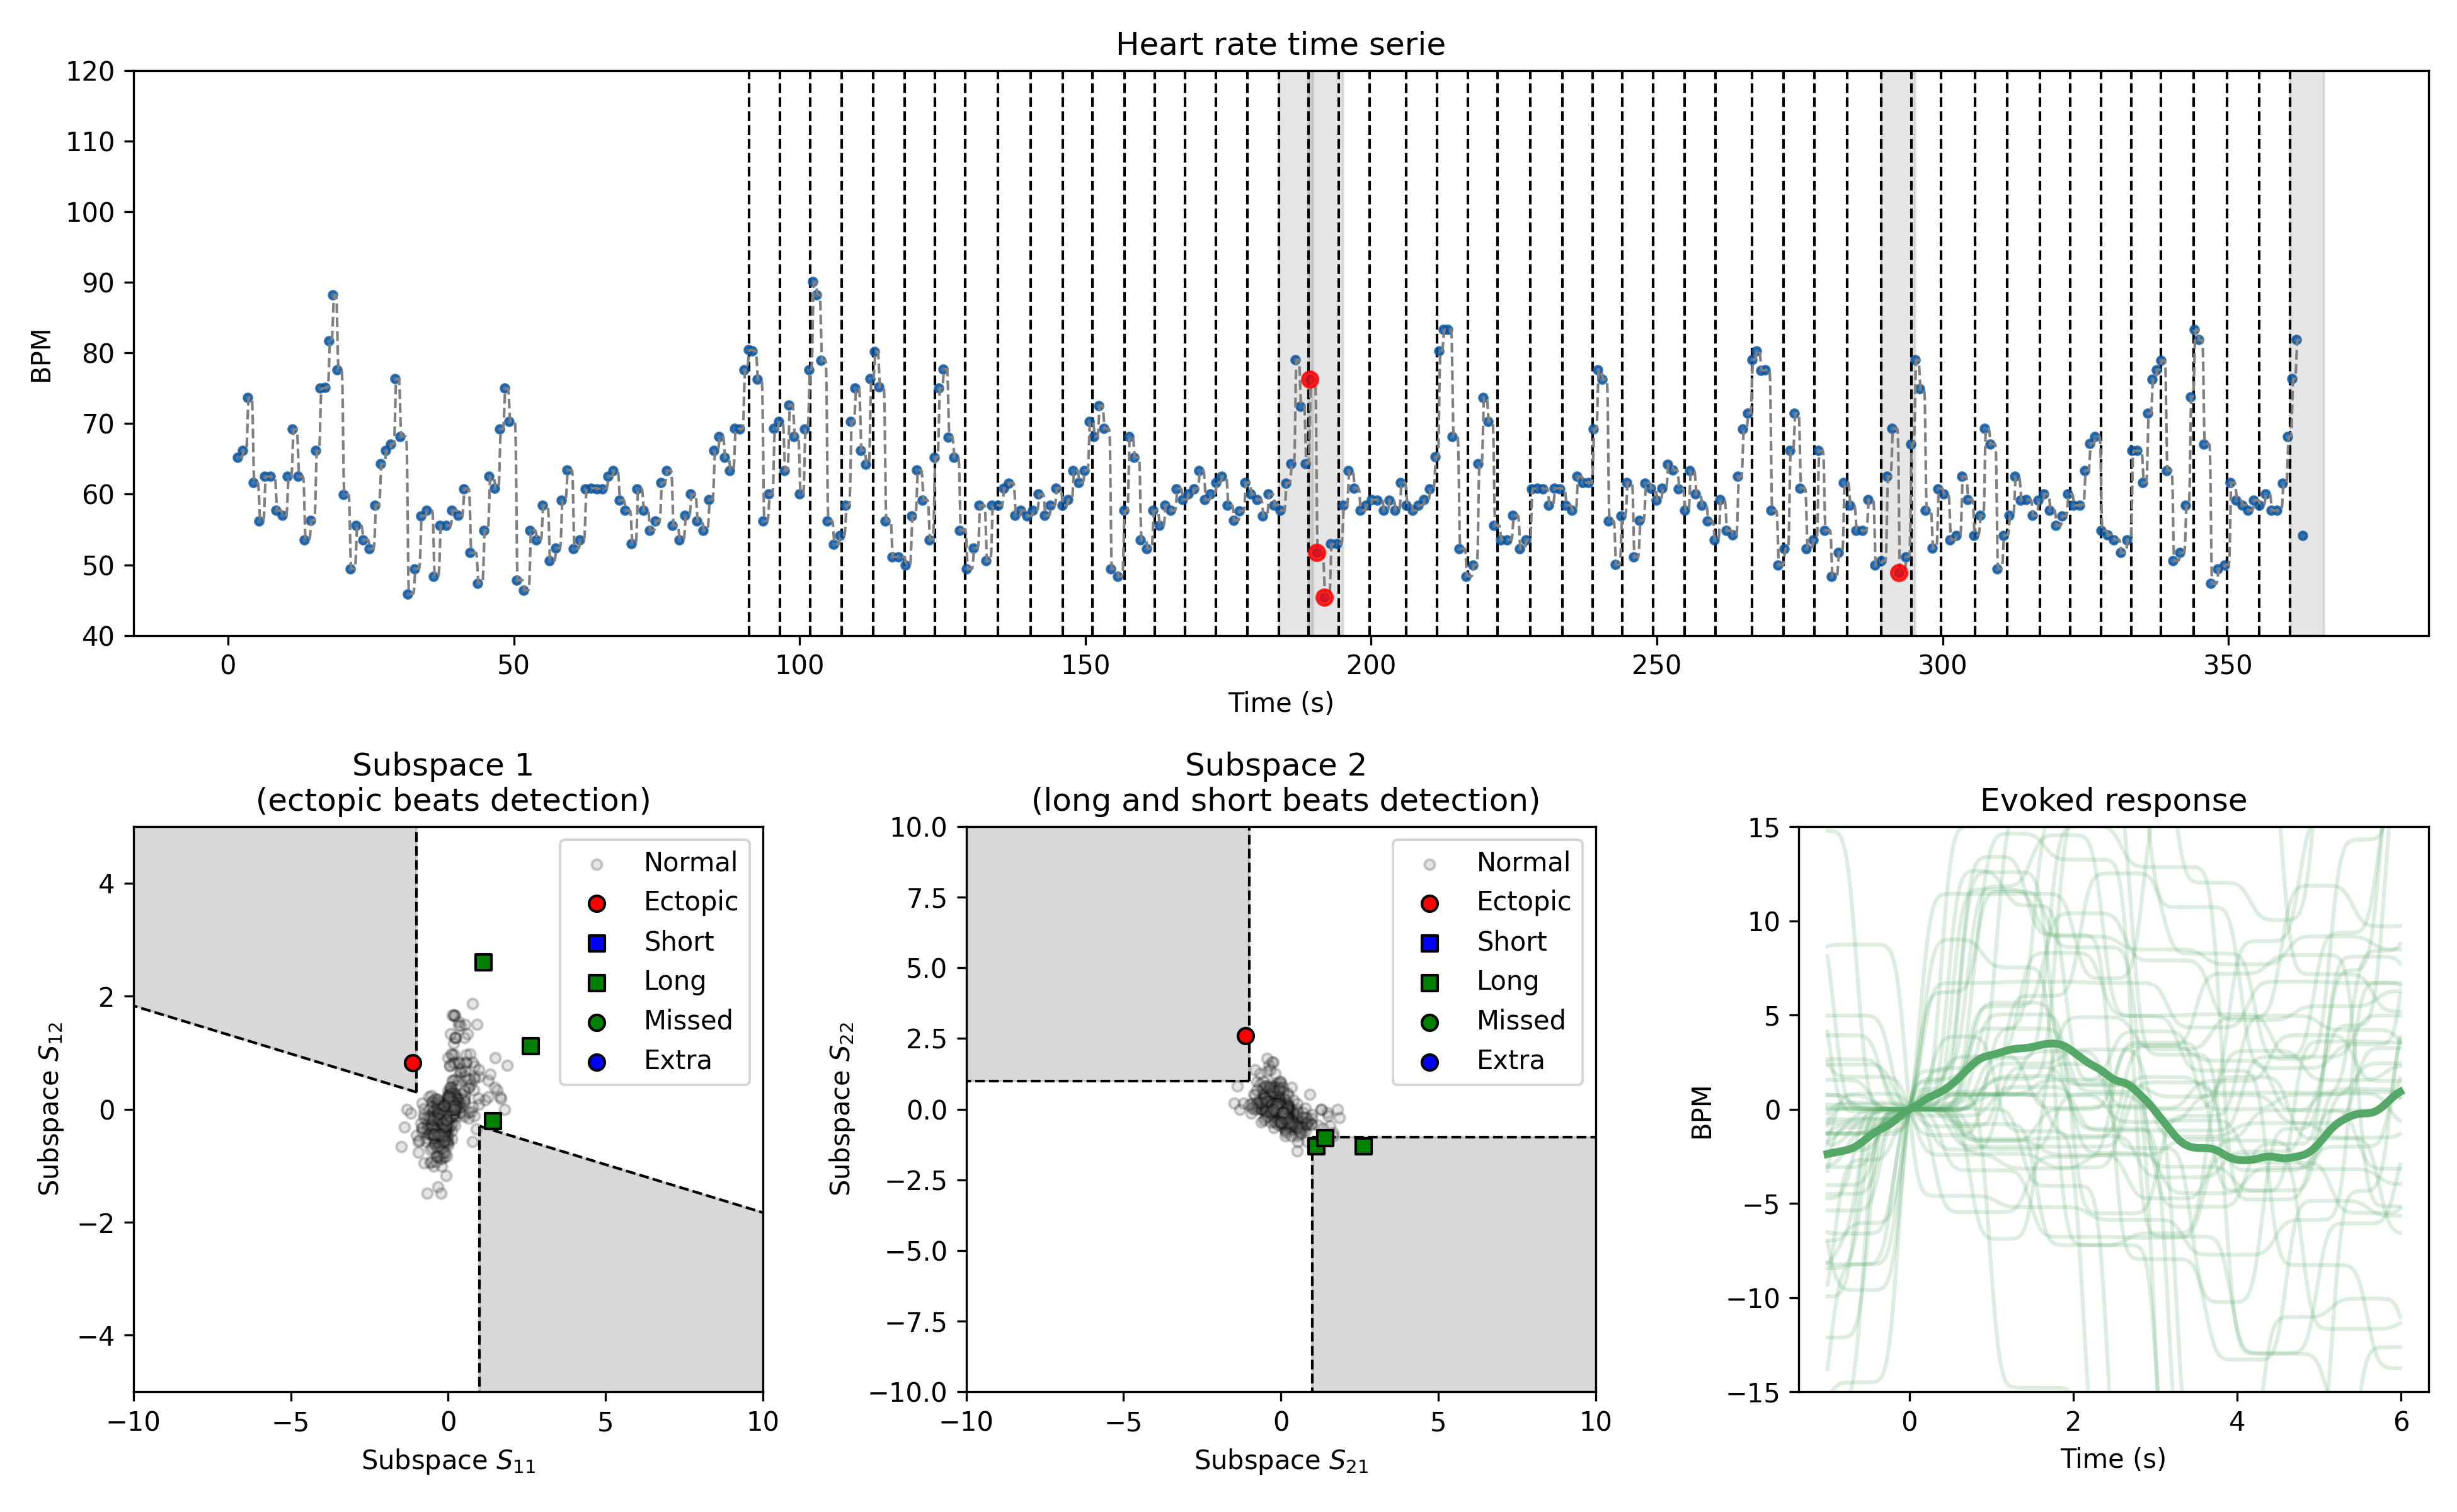 Heart rate time serie
120
110
100
90
80
70
60
50
40
BPM
0 50 100 150 200 250 300 350
Time (s)
Subspace 1
(ectopic beats detection)
4
2
0
−2
−4
Subspace S12
−10 −5 0 5 10
Subspace S11
Normal
Ectopic
Short
Long
Missed
Extra
Subspace 2
(long and short beats detection)
10.0
7.5
5.0
2.5
0.0
−2.5
−5.0
−7.5
−10.0
Subspace S22
−10 −5 0 5 10
Subspace S21
Normal
Ectopic
Short
Long
Missed
Extra
Evoked response
15
10
5
0
−5
−10
−15
BPM
0 2 4 6
Time (s)